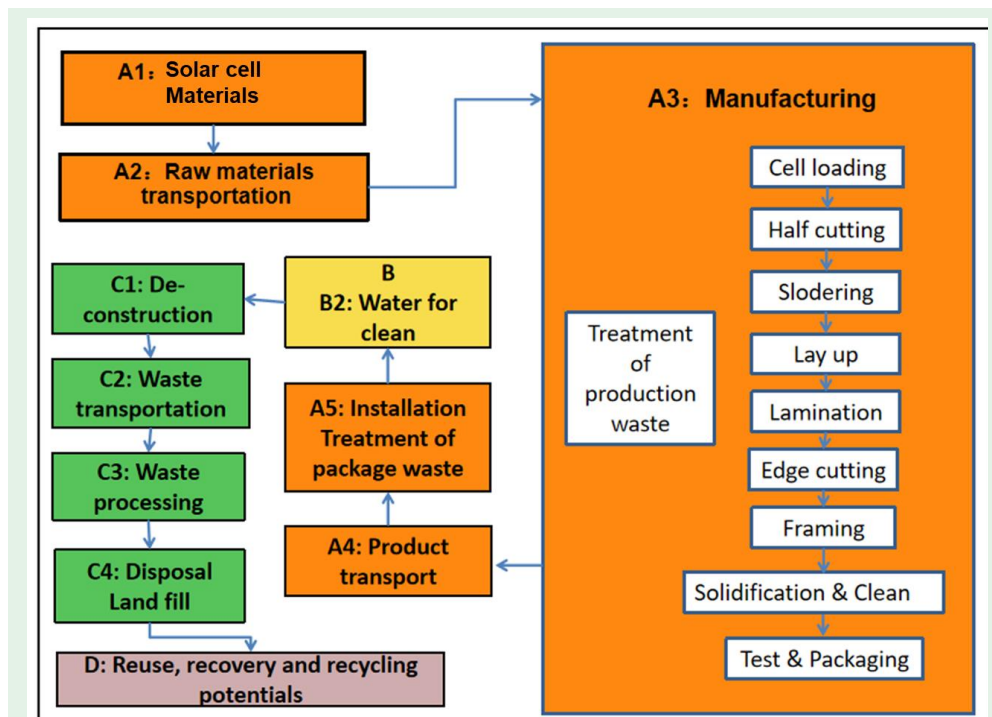 A1：Solar cell
Materials
A2：Raw materials
transportation
A3：Manufacturing
Cell loading
Half cutting
Slodering
Lay up
Lamination
Edge cutting
Framing
Solidification & Clean
Test & Packaging
Treatment
of
production
waste
A4: Product
transport
A5: Installation
Treatment of
package waste
B
B2: Water for
clean
C1: De-
construction
C2: Waste
transportation
C3: Waste
processing
C4: Disposal
Land fill
D: Reuse, recovery and recycling
potentials